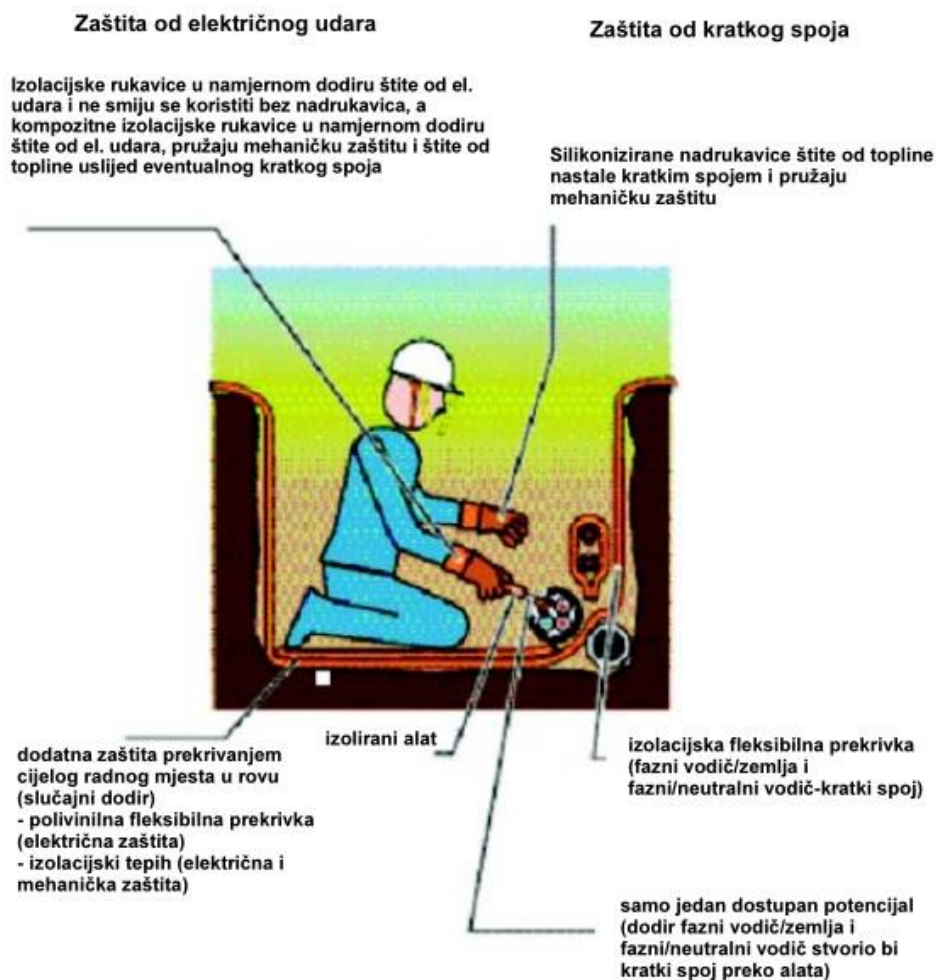 Zaštita od električnog udara
Zaštita od kratkog spoja
Izolacijske rukavice u namjernom dodiru štite od el.
udara i ne smiju se koristiti bez nadrukavica, a
kompozitne izolacijske rukavice u namjernom dodiru
štite od el. udara, pružaju mehaničku zaštitu i štite od
topline uslijed eventualnog kratkog spoja
Silikonizirane nadrukavice štite od topline
nastale kratkim spojem i pružaju
mehaničku zaštitu
dodatna zaštita prekrivanjem
cijelog radnog mjesta u rovu
(slučajni dodir)
- polivinilna fleksibilna prekrivka
(električna zaštita)
- izolacijski tepih (električna i
mehanička zaštita)
izolirani alat
izolacijska fleksibilna prekrivka
(fazni vodič/zemlja i
fazni/neutralni vodič-kratki spoj)
samo jedan dostupan potencijal
(dodir fazni vodič/zemlja i
fazni/neutralni vodič stvorio bi
kratki spoj preko alata)